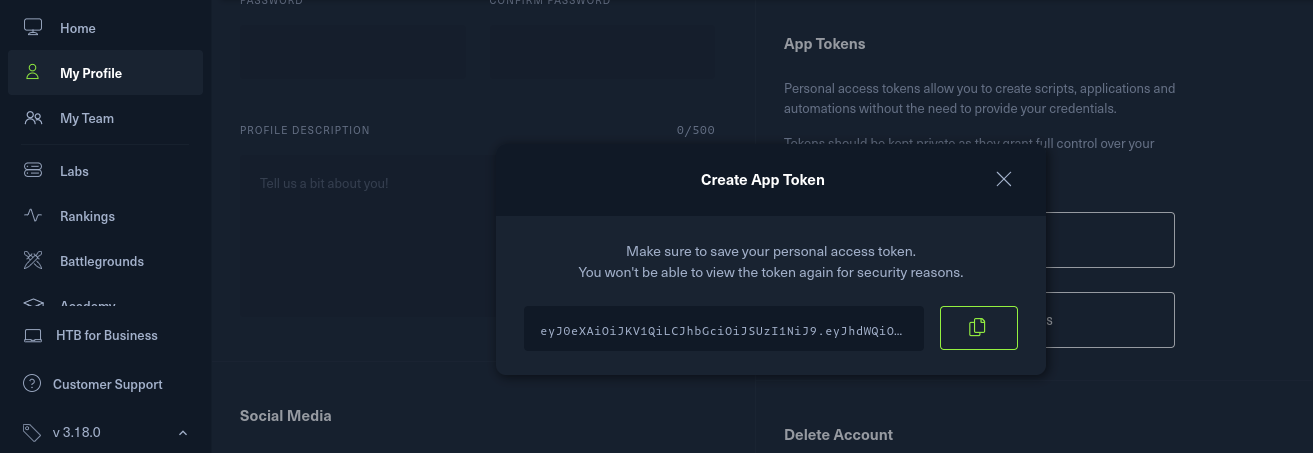 Home
My Profile
My Team
Labs
Rankings
Battlegrounds
Academy
HTB for Business
Customer Support
v 3.18.0
PASSWORD
CONFIRM PASSWORD
PROFILE DESCRIPTION
0/500
Tell us a bit about you!
Social Media
App Tokens
Personal access tokens allow you to create scripts, applications and
automations without the need to provide your credentials.
Tokens should be kept private as they grant full control over your
s
Delete Account
Create App Token
Make sure to save your personal access token.
You won't be able to view the token again for security reasons.
eyJ0eXAiOiJKV1QiLCJhbGciOiJSUzI1NiJ9.eyJhdWQiO…